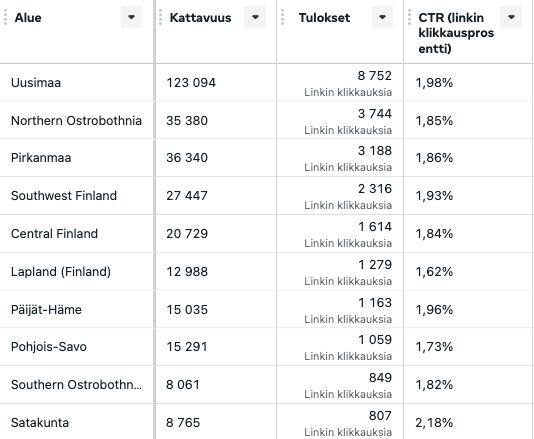 Alue Kattavuus Tulokset CTR (linkin
klikkauspros
entti)
Uusimaa 123 094 8 752 1,98%
Linkin klikkauksia
Northern Ostrobothnia 35 380 3 744 1,85%
Linkin klikkauksia
Pirkanmaa 36 340 3 188 1,86%
Linkin klikkauksia
Southwest Finland 27 447 2 316 1,93%
Linkin klikkauksia
Central Finland 20 729 1 614 1,84%
Linkin klikkauksia
Lapland (Finland) 12 988 1 279 1,62%
Linkin klikkauksia
Päijät-Häme 15 035 1 163 1,96%
Linkin klikkauksia
Pohjois-Savo 15 291 1 059 1,73%
Linkin klikkauksia
Southern Ostrobothn... 8 061 849 1,82%
Linkin klikkauksia
Satakunta 8 765 807 2,18%
Linkin klikkauksia